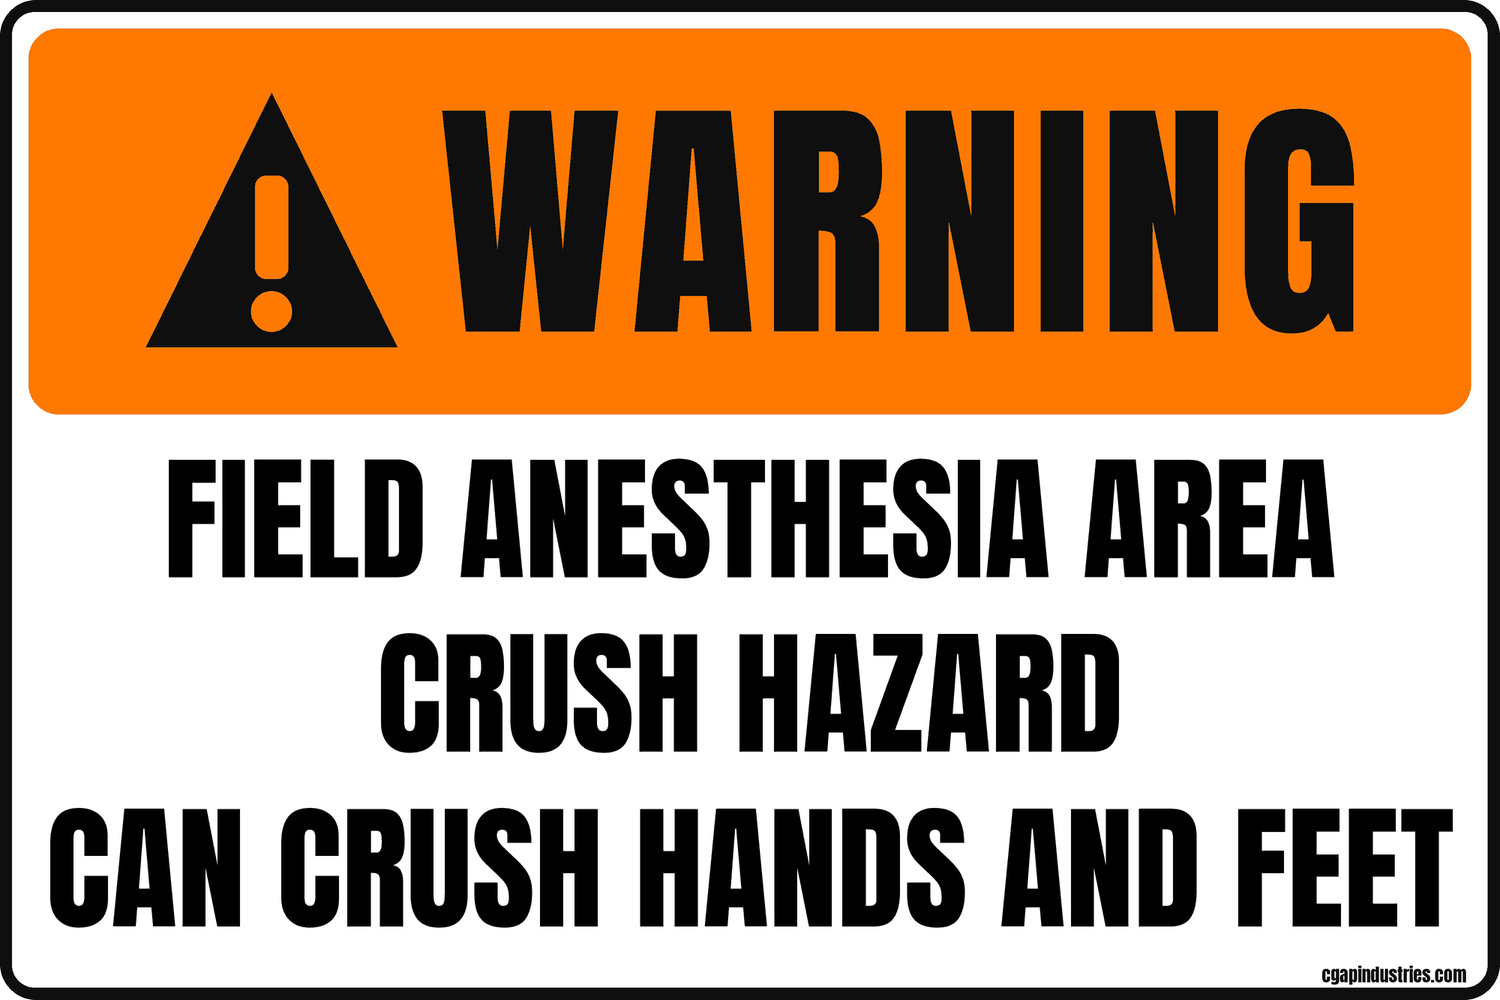 WARNING
FIELD ANESTHESIA AREA
CRUSH HAZARD
CAN CRUSH HANDS AND FEET
cgapindustries.com